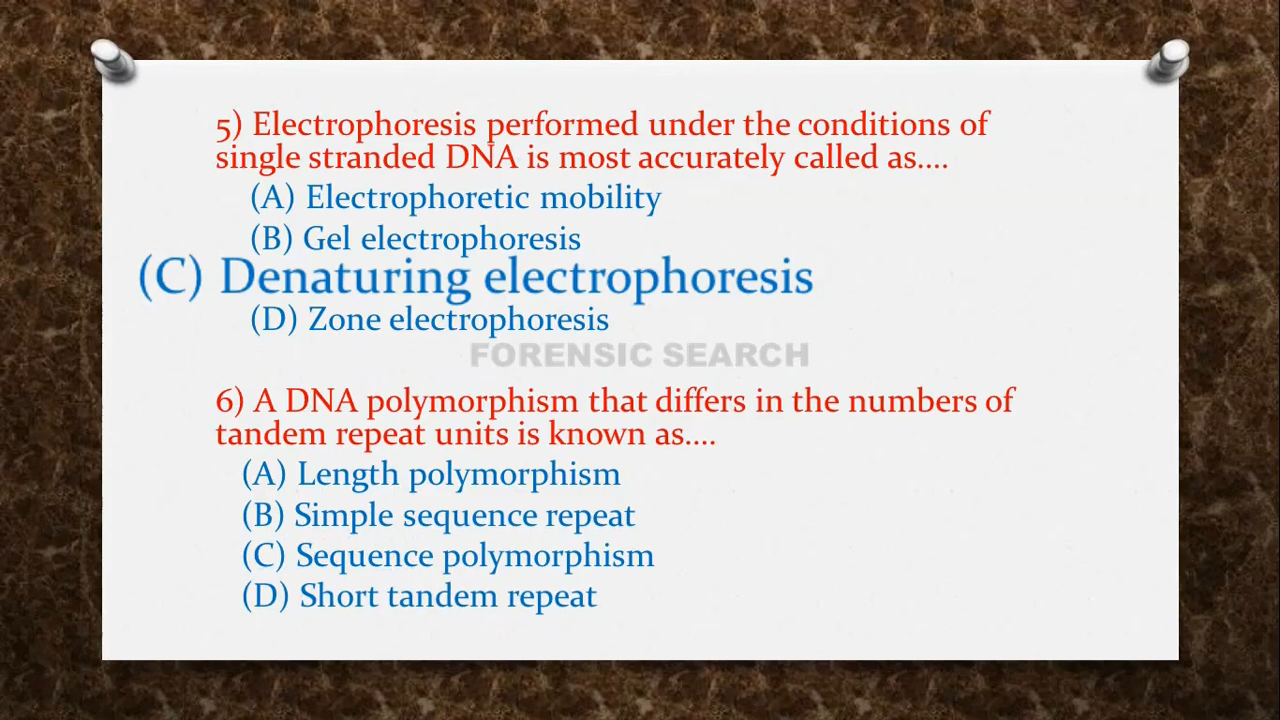 5) Electrophoresis performed under the conditions of
single stranded DNA is most accurately called as....
(A) Electrophoretic mobility
(B) Gel electrophoresis
(C) Denaturing electrophoresis
(D) Zone electrophoresis
FORENSIC SEARCH
6) A DNA polymorphism that differs in the numbers of
tandem repeat units is known as....
(A) Length polymorphism
(B) Simple sequence repeat
(C) Sequence polymorphism
(D) Short tandem repeat